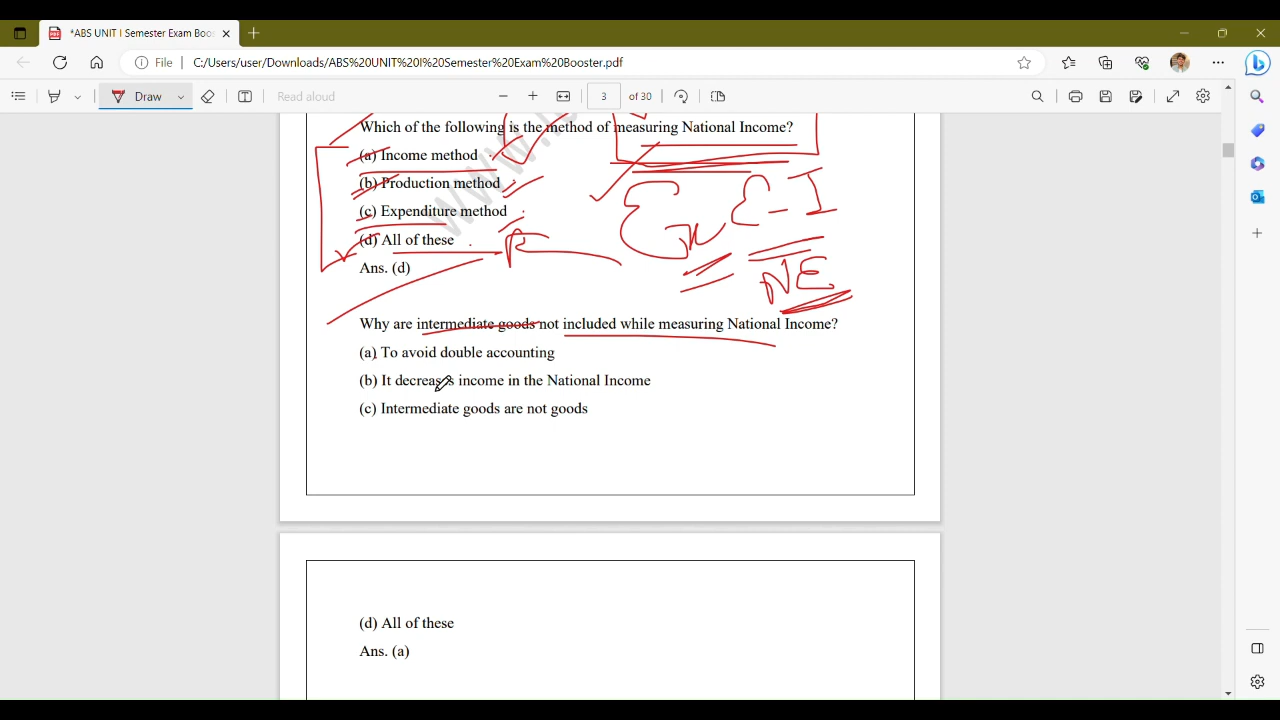 *ABS UNIT I Semester Exam Boo
File
C:/Users/user/Downloads/ABS%20UNIT%20I%20Semester%20Exam%20Booster.pdf
Draw
Read aloud
3 of 30
Which of the following is the method of measuring National Income?
(a) Income method
(b) Production method
(c) Expenditure method
(d) All of these
Ans. (d)
NE
Why are intermediate goods not included while measuring National Income?
(a) To avoid double accounting
(b) It decreases income in the National Income
(c) Intermediate goods are not goods
(d) All of these
Ans. (a)